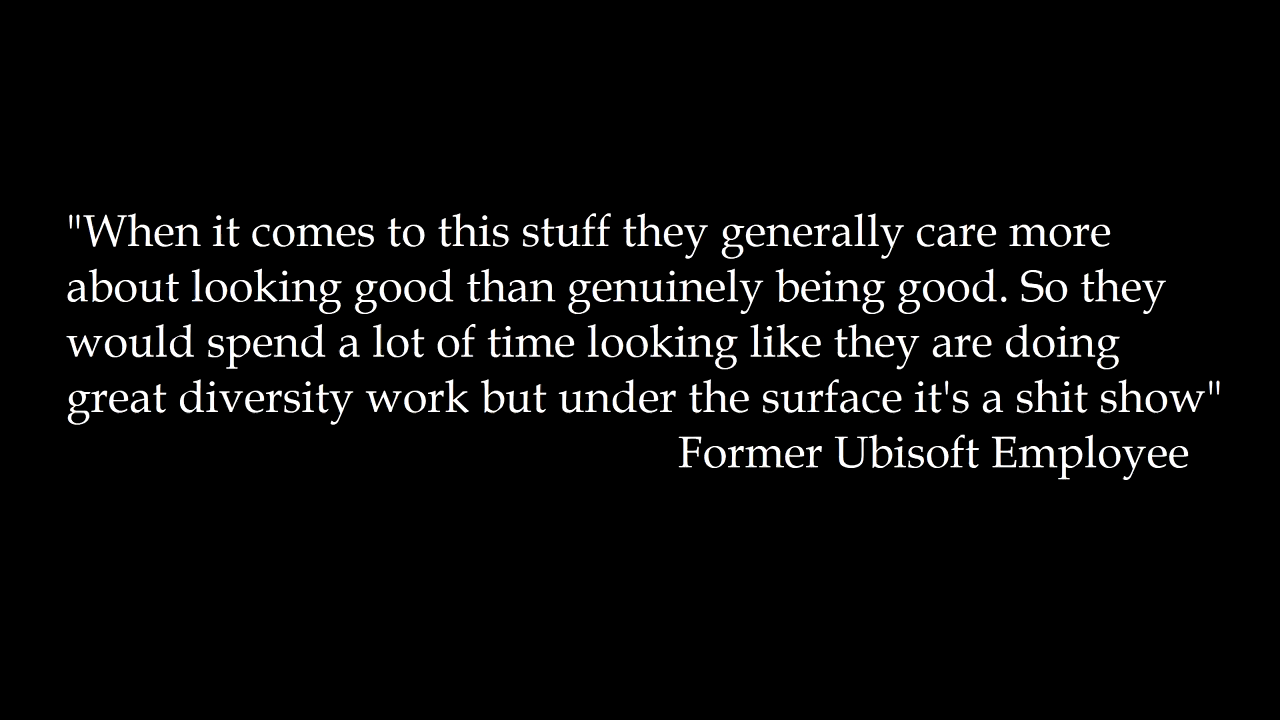 "When it comes to this stuff they generally care more
about looking good than genuinely being good. So they
would spend a lot of time looking like they are doing
great diversity work but under the surface it's a shit show"
Former Ubisoft Employee